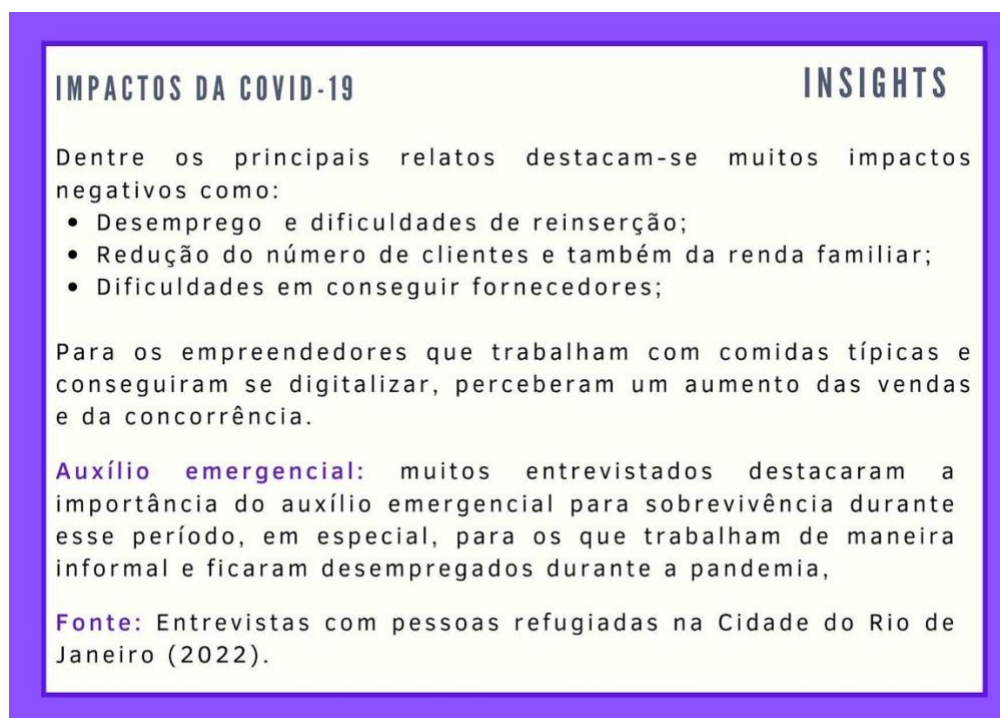 IMPACTOS DA COVID-19
INSIGHTS
Dentre os principais relatos destacam-se muitos impactos
negativos como:
• Desemprego e dificuldades de reinserção;
• Redução do número de clientes e também da renda familiar;
• Dificuldades em conseguir fornecedores;
Para os empreendedores que trabalham com comidas típicas e
conseguiram se digitalizar, perceberam um aumento das vendas
e da concorrência.
Auxílio emergencial: muitos entrevistados destacaram a
importância do auxílio emergencial para sobrevivência durante
esse período, em especial, para os que trabalham de maneira
informal e ficaram desempregados durante a pandemia,
Fonte: Entrevistas com pessoas refugiadas na Cidade do Rio de
Janeiro (2022).